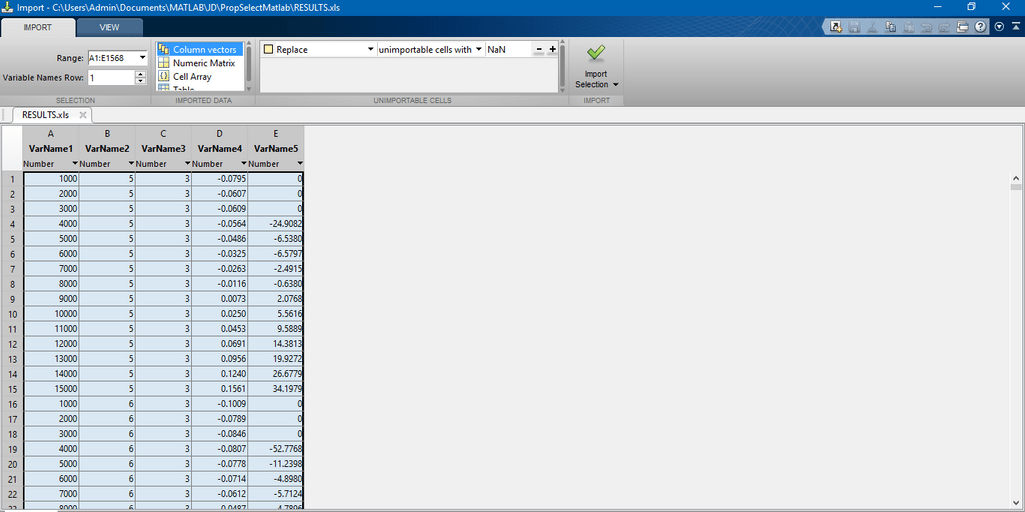 Import - C:\Users\Admin\Documents\MATLAB\JD\PropSelectMatlab\RESULTS.xls
IMPORT VIEW
Range: A1:E1568
Variable Names Row: 1
Column vectors
Numeric Matrix
Cell Array
Table
Replace unimportable cells with NaN
Import
Selection
SELECTION IMPORTED DATA UNIMPORTABLE CELLS IMPORT
RESULTS.xls
A B C D E
VarName1 VarName2 VarName3 VarName4 VarName5
Number Number Number Number Number
1 1000 5 3 -0.0795 0
2 2000 5 3 -0.0607 0
3 3000 5 3 -0.0609 0
4 4000 5 3 -0.0564 -24.9082
5 5000 5 3 -0.0486 -6.5380
6 6000 5 3 -0.0325 -6.5797
7 7000 5 3 -0.0263 -2.4915
8 8000 5 3 -0.0116 -0.6380
9 9000 5 3 0.0073 2.0768
10 10000 5 3 0.0250 5.5616
11 11000 5 3 0.0453 9.5889
12 12000 5 3 0.0691 14.3813
13 13000 5 3 0.0956 19.9272
14 14000 5 3 0.1240 26.6779
15 15000 5 3 0.1561 34.1979
16 1000 6 3 -0.1009 0
17 2000 6 3 -0.0789 0
18 3000 6 3 -0.0846 0
19 4000 6 3 -0.0807 -52.7768
20 5000 6 3 -0.0778 -11.2398
21 6000 6 3 -0.0714 -4.8980
22 7000 6 3 -0.0612 -5.7124
23 8000 6 3